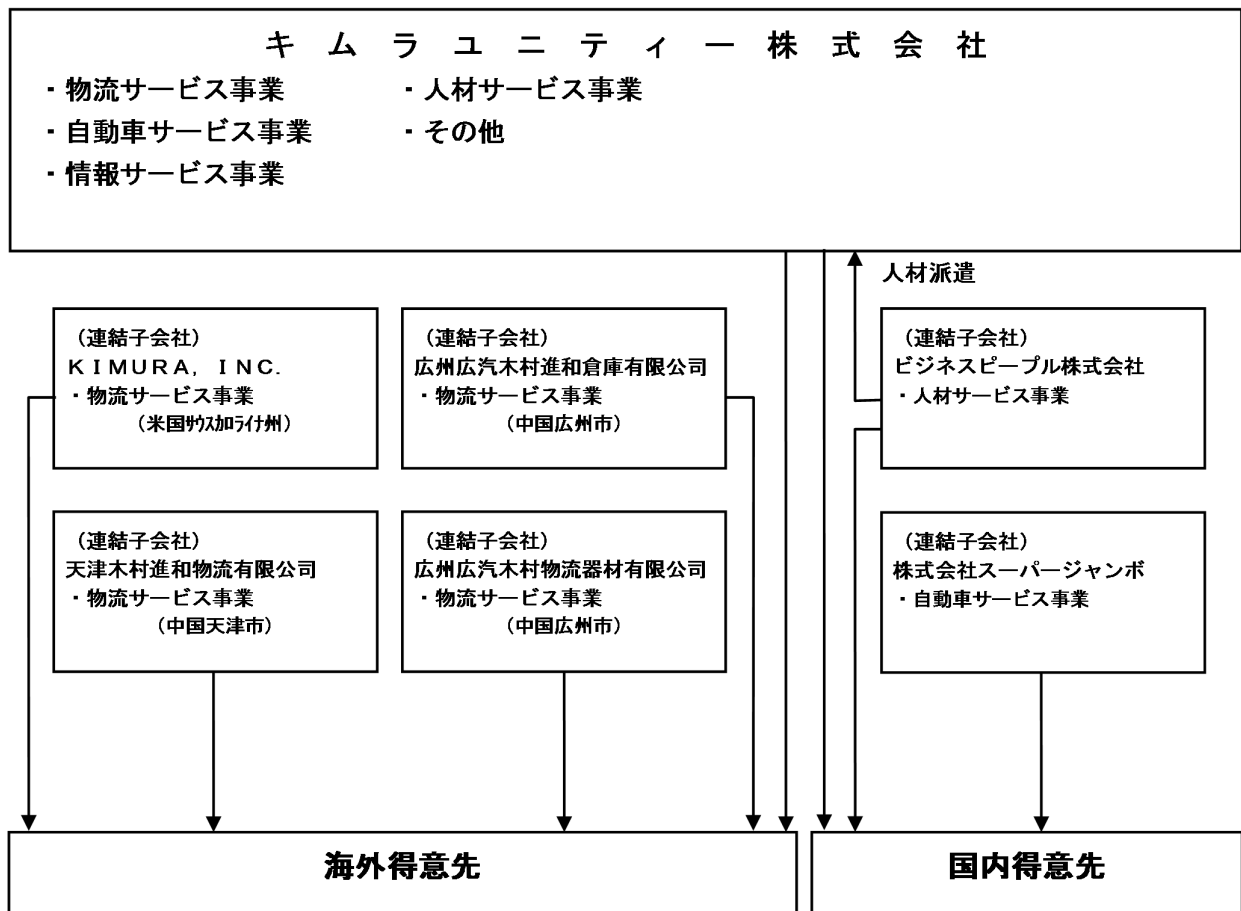 キムラユニティー株式会社
・物流サービス事業
・人材サービス事業
・自動車サービス事業
・その他
・情報サービス事業
人材派遣
（連結子会社）
ＫＩＭＵＲＡ，ＩＮＣ．
・物流サービス事業
（米国ｻｳｽｶﾛﾗｲﾅ州）
（連結子会社）
広州広汽木村進和倉庫有限公司
・物流サービス事業
（中国広州市）
（連結子会社）
ビジネスピープル株式会社
・人材サービス事業
（連結子会社）
天津木村進和物流有限公司
・物流サービス事業
（中国天津市）
（連結子会社）
広州広汽木村物流器材有限公司
・物流サービス事業
（中国広州市）
（連結子会社）
株式会社スーパージャンボ
・自動車サービス事業
海外得意先
国内得意先